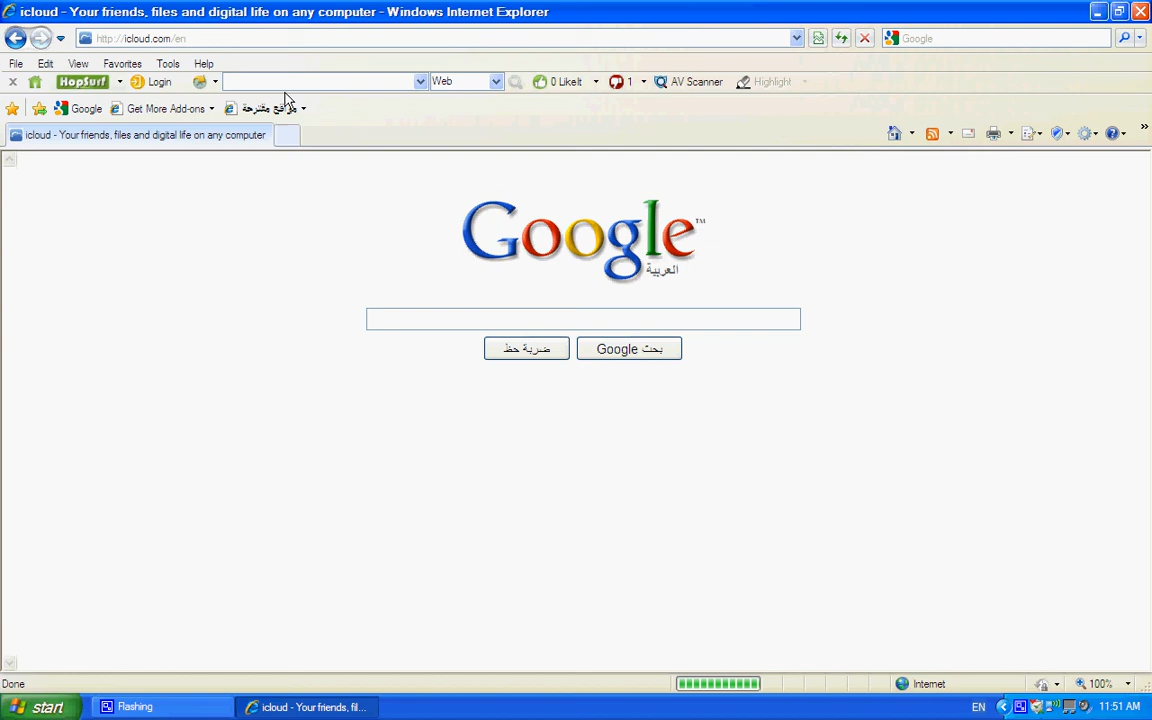 icloud - Your friends, files and digital life on any computer - Windows Internet Explorer
http://icloud.com/en
Google
File Edit View Favorites Tools Help
HopSurf Login Web 0 LikeIt 1 AV Scanner Highlight
Google Get More Add-ons مواقع مقترحة
icloud - Your friends, files and digital life on any computer
Google™
العربية
ضربة حظ
بحث Google
Done Internet 100%
start Flashing icloud - Your friends, fil... EN 11:51 AM